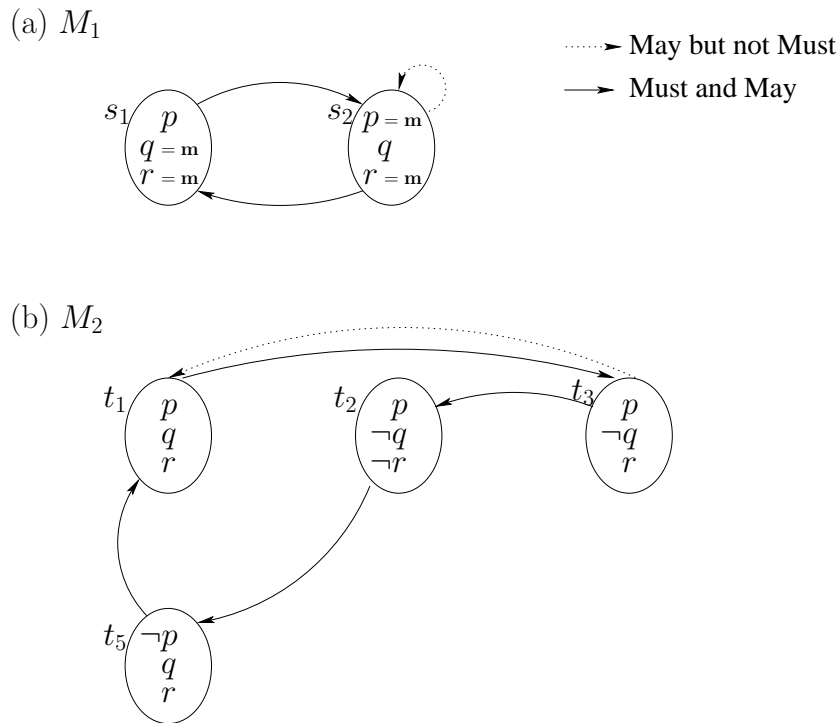 (a) M₁
May but not Must
Must and May
s₁
p
q = m
r = m
s₂
p = m
q
r = m
(b) M₂
t₁
p
q
r
t₂
p
¬q
¬r
t₃
p
¬q
r
t₅
¬p
q
r